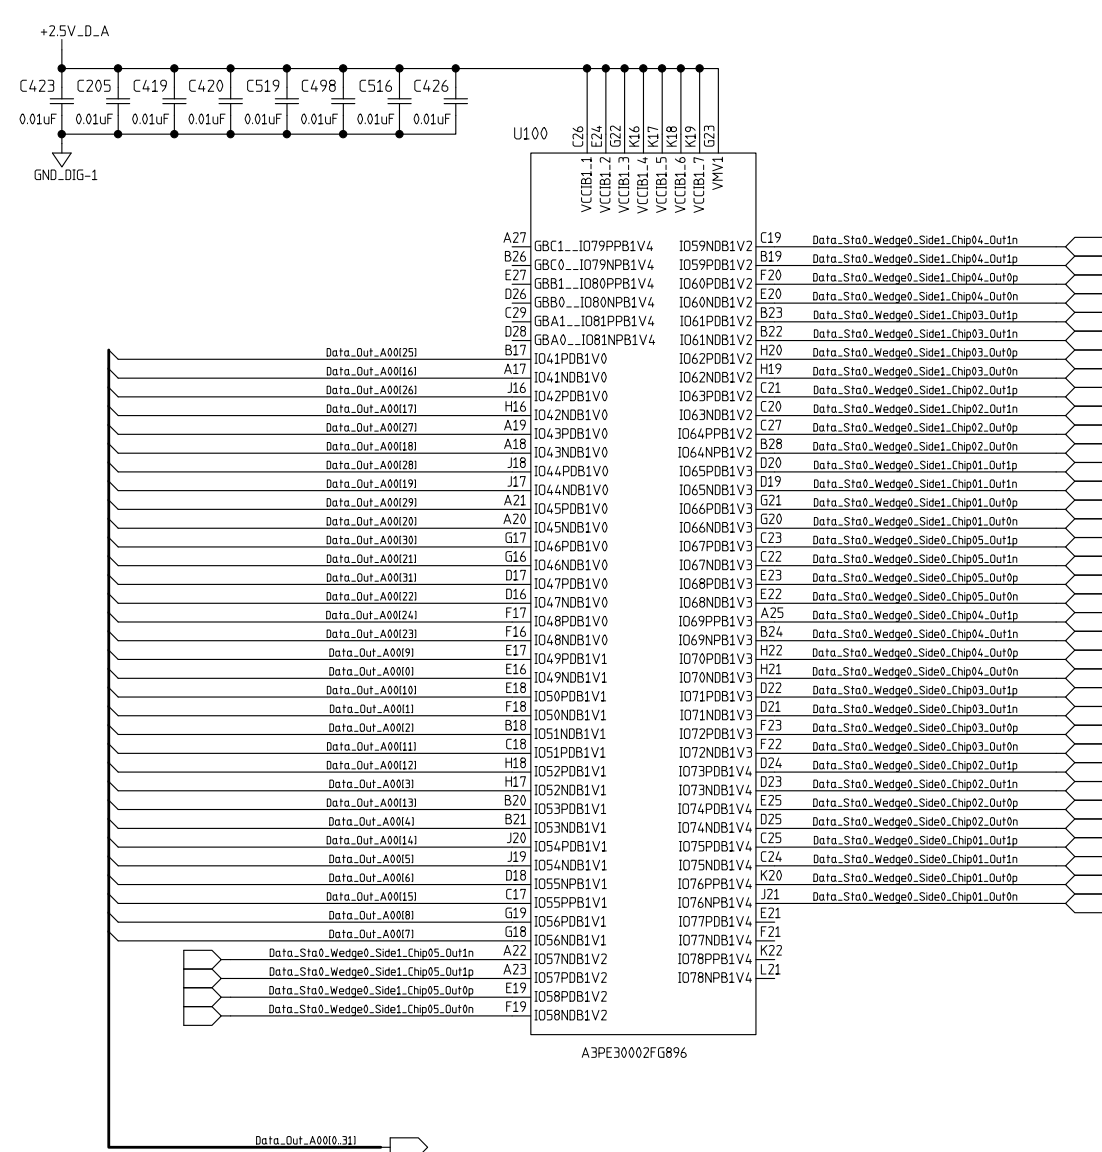 +2.5V_D_A
C423 C205 C419 C420 C519 C498 C516 C426
0.01uF 0.01uF 0.01uF 0.01uF 0.01uF 0.01uF 0.01uF 0.01uF
GND_DIG-1
U100
C26 E24 G22 K16 K17 K18 K19 G23
VCCIB1_1 VCCIB1_2 VCCIB1_3 VCCIB1_4 VCCIB1_5 VCCIB1_6 VCCIB1_7 VMV1
A27 GBC1__IO79PPB1V4 IO59NDB1V2 C19 Data_Sta0_Wedge0_Side1_Chip04_Out1n
B26 GBC0__IO79NPB1V4 IO59PDB1V2 B19 Data_Sta0_Wedge0_Side1_Chip04_Out1p
E27 GBB1__IO80PPB1V4 IO60PDB1V2 F20 Data_Sta0_Wedge0_Side1_Chip04_Out0p
D26 GBB0__IO80NPB1V4 IO60NDB1V2 E20 Data_Sta0_Wedge0_Side1_Chip04_Out0n
C29 GBA1__IO81PPB1V4 IO61PDB1V2 B23 Data_Sta0_Wedge0_Side1_Chip03_Out1p
D28 GBA0__IO81NPB1V4 IO61NDB1V2 B22 Data_Sta0_Wedge0_Side1_Chip03_Out1n
Data_Out_A00[25] B17 IO41PDB1V0 IO62PDB1V2 H20 Data_Sta0_Wedge0_Side1_Chip03_Out0p
Data_Out_A00[16] A17 IO41NDB1V0 IO62NDB1V2 H19 Data_Sta0_Wedge0_Side1_Chip03_Out0n
Data_Out_A00[26] J16 IO42PDB1V0 IO63PDB1V2 C21 Data_Sta0_Wedge0_Side1_Chip02_Out1p
Data_Out_A00[17] H16 IO42NDB1V0 IO63NDB1V2 C20 Data_Sta0_Wedge0_Side1_Chip02_Out1n
Data_Out_A00[27] A19 IO43PDB1V0 IO64PPB1V2 C27 Data_Sta0_Wedge0_Side1_Chip02_Out0p
Data_Out_A00[18] A18 IO43NDB1V0 IO64NPB1V2 B28 Data_Sta0_Wedge0_Side1_Chip02_Out0n
Data_Out_A00[28] J18 IO44PDB1V0 IO65PDB1V3 D20 Data_Sta0_Wedge0_Side1_Chip01_Out1p
Data_Out_A00[19] J17 IO44NDB1V0 IO65NDB1V3 D19 Data_Sta0_Wedge0_Side1_Chip01_Out1n
Data_Out_A00[29] A21 IO45PDB1V0 IO66PDB1V3 G21 Data_Sta0_Wedge0_Side1_Chip01_Out0p
Data_Out_A00[20] A20 IO45NDB1V0 IO66NDB1V3 G20 Data_Sta0_Wedge0_Side1_Chip01_Out0n
Data_Out_A00[30] G17 IO46PDB1V0 IO67PDB1V3 C23 Data_Sta0_Wedge0_Side0_Chip05_Out1p
Data_Out_A00[21] G16 IO46NDB1V0 IO67NDB1V3 C22 Data_Sta0_Wedge0_Side0_Chip05_Out1n
Data_Out_A00[31] D17 IO47PDB1V0 IO68PDB1V3 E23 Data_Sta0_Wedge0_Side0_Chip05_Out0p
Data_Out_A00[22] D16 IO47NDB1V0 IO68NDB1V3 E22 Data_Sta0_Wedge0_Side0_Chip05_Out0n
Data_Out_A00[24] F17 IO48PDB1V0 IO69PPB1V3 A25 Data_Sta0_Wedge0_Side0_Chip04_Out1p
Data_Out_A00[23] F16 IO48NDB1V0 IO69NPB1V3 B24 Data_Sta0_Wedge0_Side0_Chip04_Out1n
Data_Out_A00[9] E17 IO49PDB1V1 IO70PDB1V3 H22 Data_Sta0_Wedge0_Side0_Chip04_Out0p
Data_Out_A00[0] E16 IO49NDB1V1 IO70NDB1V3 H21 Data_Sta0_Wedge0_Side0_Chip04_Out0n
Data_Out_A00[10] E18 IO50PDB1V1 IO71PDB1V3 D22 Data_Sta0_Wedge0_Side0_Chip03_Out1p
Data_Out_A00[1] F18 IO50NDB1V1 IO71NDB1V3 D21 Data_Sta0_Wedge0_Side0_Chip03_Out1n
Data_Out_A00[2] B18 IO51NDB1V1 IO72PDB1V3 F23 Data_Sta0_Wedge0_Side0_Chip03_Out0p
Data_Out_A00[11] C18 IO51PDB1V1 IO72NDB1V3 F22 Data_Sta0_Wedge0_Side0_Chip03_Out0n
Data_Out_A00[12] H18 IO52PDB1V1 IO73PDB1V4 D24 Data_Sta0_Wedge0_Side0_Chip02_Out1p
Data_Out_A00[3] H17 IO52NDB1V1 IO73NDB1V4 D23 Data_Sta0_Wedge0_Side0_Chip02_Out1n
Data_Out_A00[13] B20 IO53PDB1V1 IO74PDB1V4 E25 Data_Sta0_Wedge0_Side0_Chip02_Out0p
Data_Out_A00[4] B21 IO53NDB1V1 IO74NDB1V4 D25 Data_Sta0_Wedge0_Side0_Chip02_Out0n
Data_Out_A00[14] J20 IO54PDB1V1 IO75PDB1V4 C25 Data_Sta0_Wedge0_Side0_Chip01_Out1p
Data_Out_A00[5] J19 IO54NDB1V1 IO75NDB1V4 C24 Data_Sta0_Wedge0_Side0_Chip01_Out1n
Data_Out_A00[6] D18 IO55NPB1V1 IO76PPB1V4 K20 Data_Sta0_Wedge0_Side0_Chip01_Out0p
Data_Out_A00[15] C17 IO55PPB1V1 IO76NPB1V4 J21 Data_Sta0_Wedge0_Side0_Chip01_Out0n
Data_Out_A00[8] G19 IO56PDB1V1 IO77PDB1V4 E21
Data_Out_A00[7] G18 IO56NDB1V1 IO77NDB1V4 F21
Data_Sta0_Wedge0_Side1_Chip05_Out1n A22 IO57NDB1V2 IO78PPB1V4 K22
Data_Sta0_Wedge0_Side1_Chip05_Out1p A23 IO57PDB1V2 IO78NPB1V4 L21
Data_Sta0_Wedge0_Side1_Chip05_Out0p E19 IO58PDB1V2
Data_Sta0_Wedge0_Side1_Chip05_Out0n F19 IO58NDB1V2
A3PE30002FG896
Data_Out_A00[0..31]